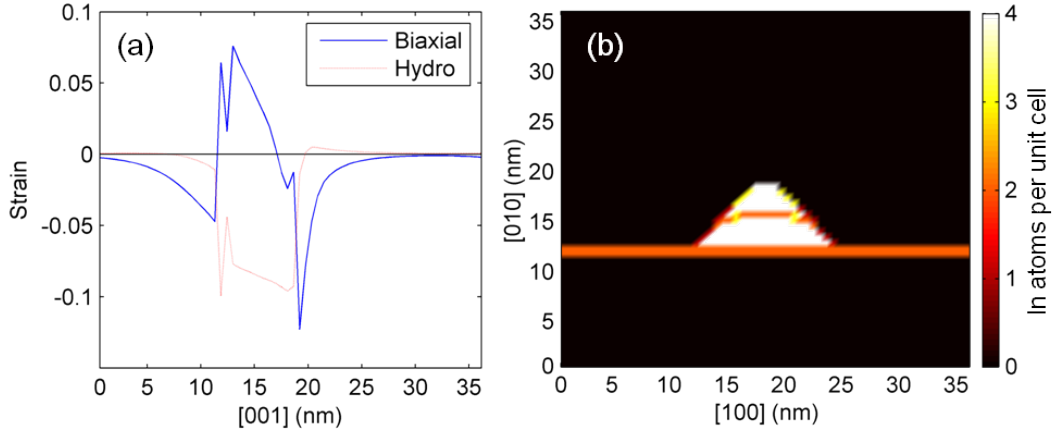 (a)
Biaxial
Hydro
0.1
0.05
0
-0.05
-0.1
Strain
0 5 10 15 20 25 30 35
[001] (nm)
(b)
35
30
25
20
15
10
5
0
[010] (nm)
0 5 10 15 20 25 30 35
[100] (nm)
4
3
2
1
0
In atoms per unit cell